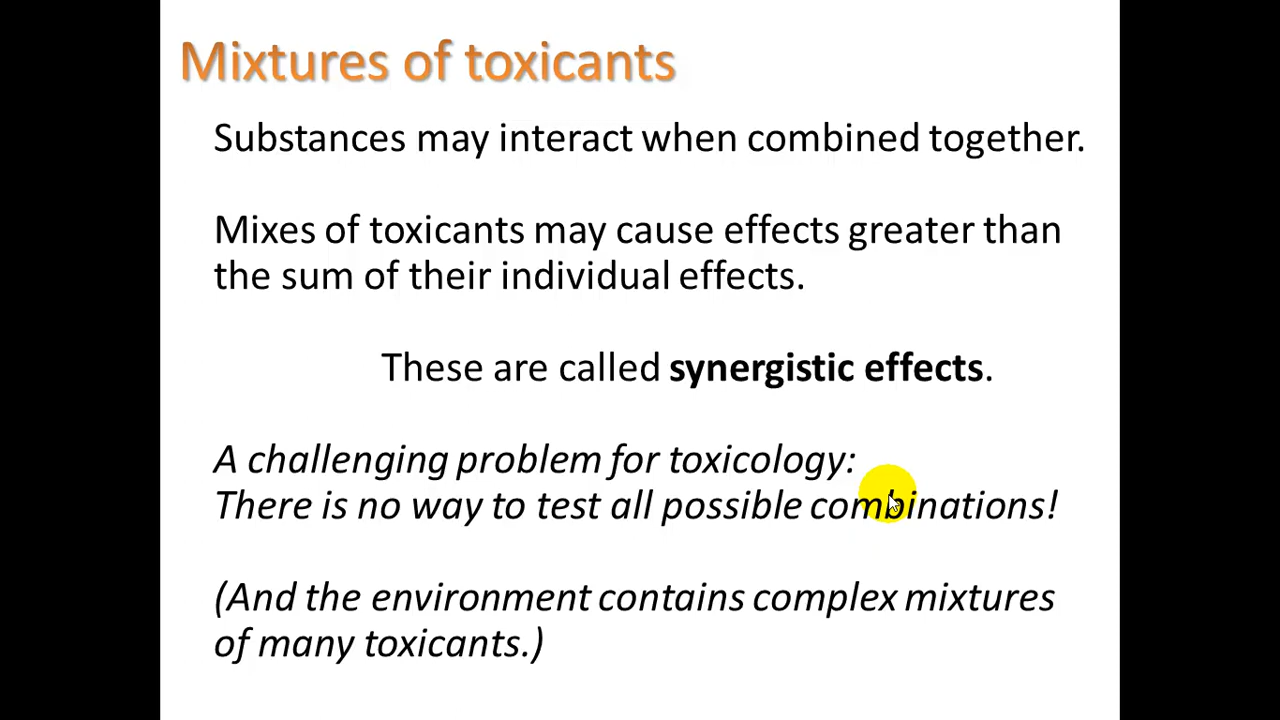 Mixtures of toxicants
Substances may interact when combined together.
Mixes of toxicants may cause effects greater than
the sum of their individual effects.
These are called synergistic effects.
A challenging problem for toxicology:
There is no way to test all possible combinations!
(And the environment contains complex mixtures
of many toxicants.)